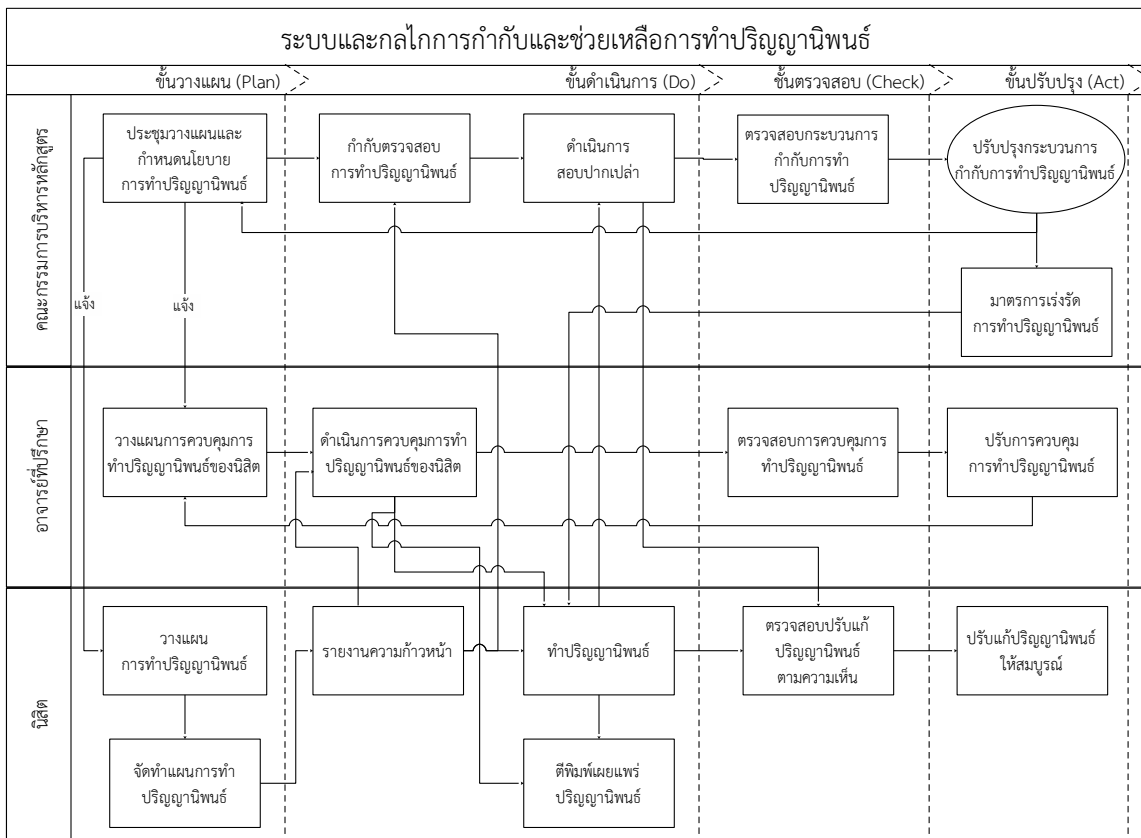 ระบบและกลไกการกำกับและช่วยเหลือการทำปริญญานิพนธ์
ขั้นวางแผน (Plan)
ขั้นดำเนินการ (Do)
ขั้นตรวจสอบ (Check)
ขั้นปรับปรุง (Act)
คณะกรรมการบริหารหลักสูตร
ประชุมวางแผนและ
กำหนดนโยบาย
การทำปริญญานิพนธ์
กำกับตรวจสอบ
การทำปริญญานิพนธ์
ดำเนินการ
สอบปากเปล่า
ตรวจสอบกระบวนการ
กำกับการทำ
ปริญญานิพนธ์
ปรับปรุงกระบวนการ
กำกับการทำปริญญานิพนธ์
แจ้ง
แจ้ง
มาตรการเร่งรัด
การทำปริญญานิพนธ์
อาจารย์ที่ปรึกษา
วางแผนการควบคุมการ
ทำปริญญานิพนธ์ของนิสิต
ดำเนินการควบคุมการทำ
ปริญญานิพนธ์ของนิสิต
ตรวจสอบการควบคุมการ
ทำปริญญานิพนธ์
ปรับการควบคุม
การทำปริญญานิพนธ์
นิสิต
วางแผน
การทำปริญญานิพนธ์
รายงานความก้าวหน้า
ทำปริญญานิพนธ์
ตรวจสอบปรับแก้
ปริญญานิพนธ์
ตามความเห็น
ปรับแก้ปริญญานิพนธ์
ให้สมบูรณ์
จัดทำแผนการทำ
ปริญญานิพนธ์
ตีพิมพ์เผยแพร่
ปริญญานิพนธ์